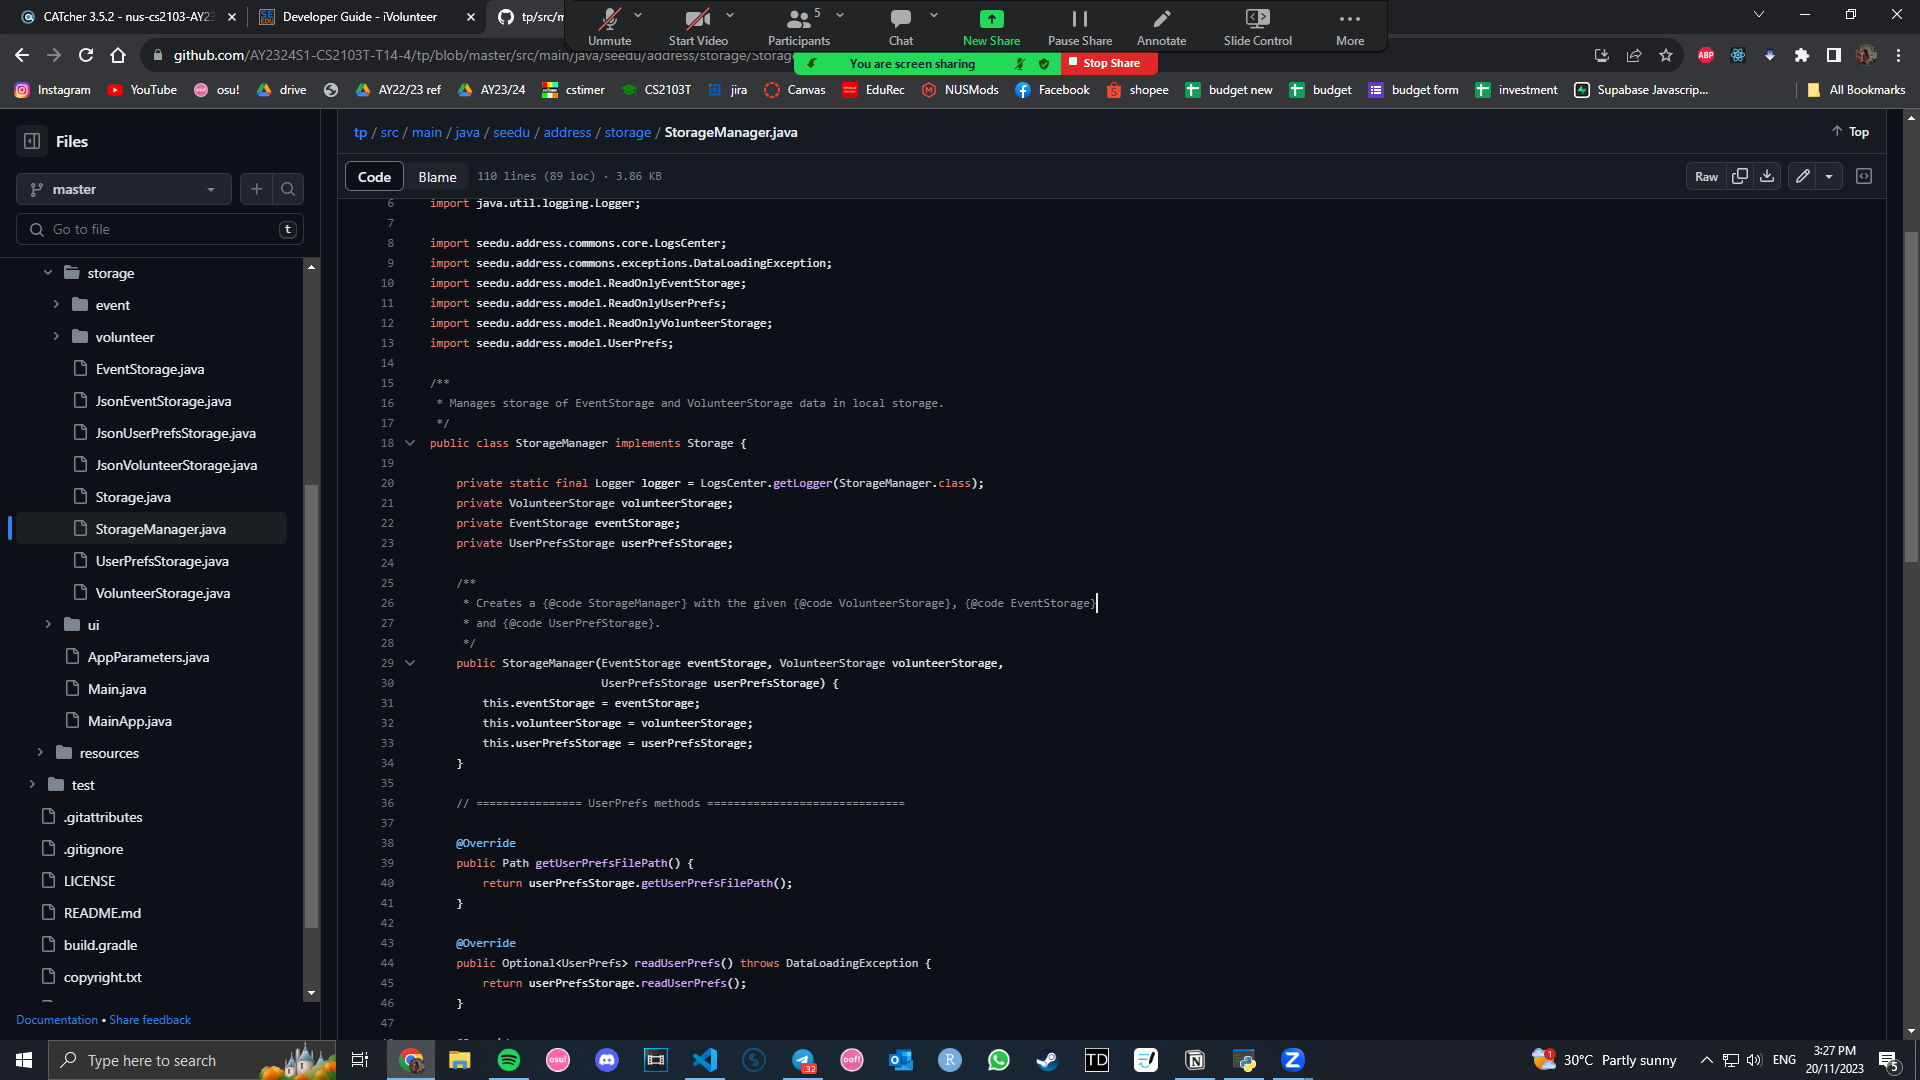 CATcher 3.5.2 - nus-cs2103-AY23
Developer Guide - iVolunteer
tp/src/m
Unmute
Start Video
5
Participants
Chat
New Share
Pause Share
Annotate
Slide Control
More
github.com/AY2324S1-CS2103T-T14-4/tp/blob/master/src/main/java/seedu/address/storage/Storage
You are screen sharing
Stop Share
ABP
Instagram
YouTube
osu!
drive
AY22/23 ref
AY23/24
cstimer
CS2103T
jira
Canvas
EduRec
NUSMods
Facebook
shopee
budget new
budget
budget form
investment
Supabase Javascrip...
All Bookmarks
Files
tp / src / main / java / seedu / address / storage / StorageManager.java
Top
master
Code
Blame
110 lines (89 loc) · 3.86 KB
Raw
Go to file
t
storage
event
volunteer
EventStorage.java
JsonEventStorage.java
JsonUserPrefsStorage.java
JsonVolunteerStorage.java
Storage.java
StorageManager.java
UserPrefsStorage.java
VolunteerStorage.java
ui
AppParameters.java
Main.java
MainApp.java
resources
test
.gitattributes
.gitignore
LICENSE
README.md
build.gradle
copyright.txt
Documentation • Share feedback
6 import java.util.logging.Logger;
7
8 import seedu.address.commons.core.LogsCenter;
9 import seedu.address.commons.exceptions.DataLoadingException;
10 import seedu.address.model.ReadOnlyEventStorage;
11 import seedu.address.model.ReadOnlyUserPrefs;
12 import seedu.address.model.ReadOnlyVolunteerStorage;
13 import seedu.address.model.UserPrefs;
14
15 /**
16 * Manages storage of EventStorage and VolunteerStorage data in local storage.
17 */
18 public class StorageManager implements Storage {
19
20 private static final Logger logger = LogsCenter.getLogger(StorageManager.class);
21 private VolunteerStorage volunteerStorage;
22 private EventStorage eventStorage;
23 private UserPrefsStorage userPrefsStorage;
24
25 /**
26 * Creates a {@code StorageManager} with the given {@code VolunteerStorage}, {@code EventStorage}
27 * and {@code UserPrefStorage}.
28 */
29 public StorageManager(EventStorage eventStorage, VolunteerStorage volunteerStorage,
30 UserPrefsStorage userPrefsStorage) {
31 this.eventStorage = eventStorage;
32 this.volunteerStorage = volunteerStorage;
33 this.userPrefsStorage = userPrefsStorage;
34 }
35
36 // ================ UserPrefs methods ==============================
37
38 @Override
39 public Path getUserPrefsFilePath() {
40 return userPrefsStorage.getUserPrefsFilePath();
41 }
42
43 @Override
44 public Optional<UserPrefs> readUserPrefs() throws DataLoadingException {
45 return userPrefsStorage.readUserPrefs();
46 }
47
Type here to search
osu!
32
oof!
R
TD
1
30°C Partly sunny
ENG
3:27 PM
20/11/2023
5